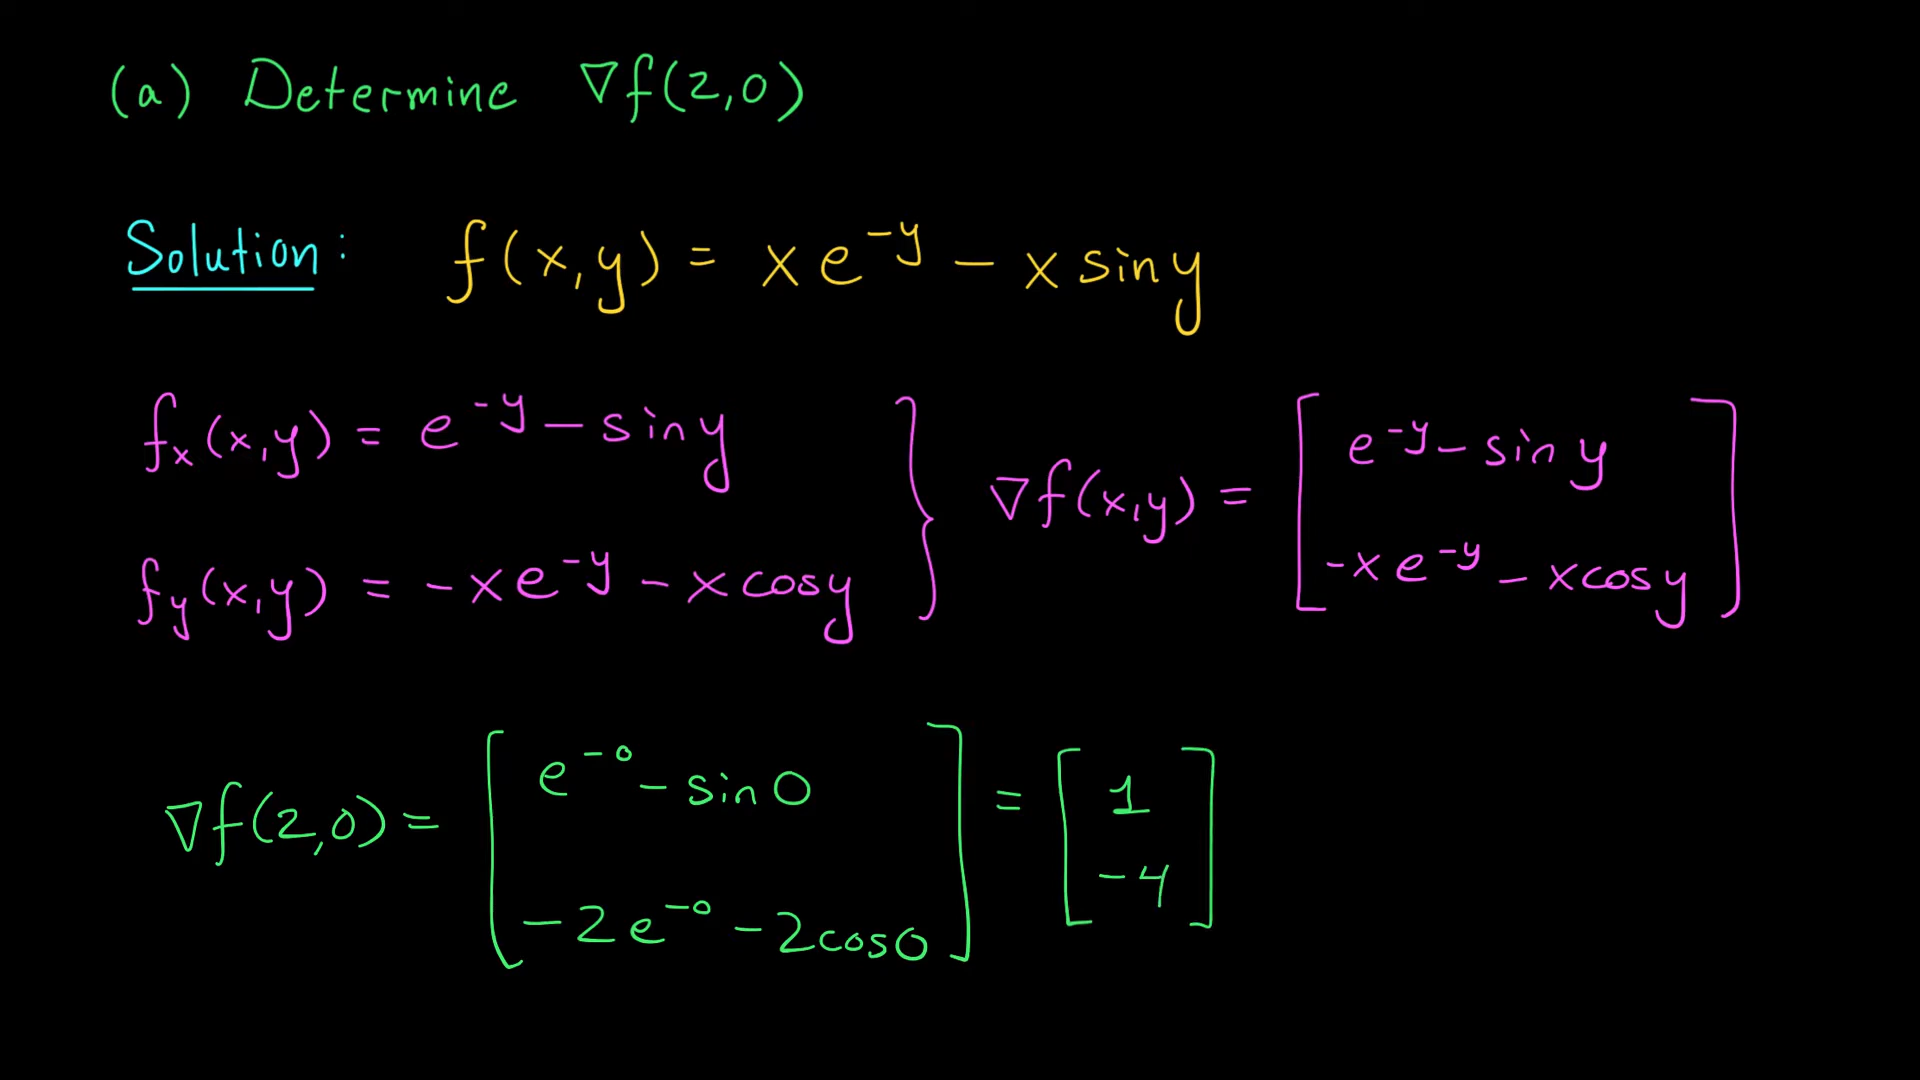 (a) Determine ∇f(2,0)
Solution: f(x,y) = xe^{-y} - x sin y
f_x(x,y) = e^{-y} - sin y
f_y(x,y) = -xe^{-y} - x cos y
} ∇f(x,y) = [ e^{-y} - sin y
-xe^{-y} - x cos y ]
∇f(2,0) = [ e^{-0} - sin 0
-2e^{-0} - 2cos 0 ] = [ 1
-4 ]